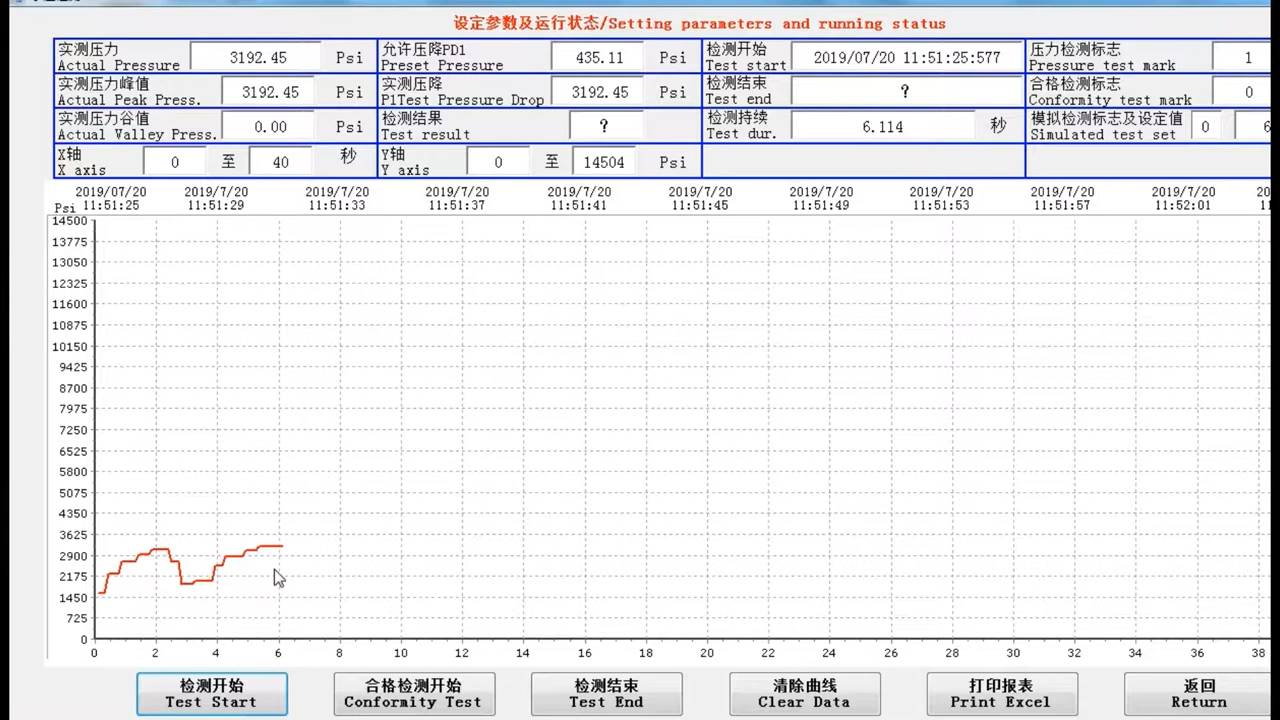 设定参数及运行状态/Setting parameters and running status
实测压力
Actual Pressure
3192.45
Psi
允许压降PD1
Preset Pressure
435.11
Psi
检测开始
Test start
2019/07/20 11:51:25:577
压力检测标志
Pressure test mark
1
实测压力峰值
Actual Peak Press.
3192.45
Psi
实测压降
P1Test Pressure Drop
3192.45
Psi
检测结束
Test end
?
合格检测标志
Conformity test mark
0
实测压力谷值
Actual Valley Press.
0.00
Psi
检测结果
Test result
?
检测持续
Test dur.
6.114
秒
模拟检测标志及设定值
Simulated test set
0
6
X轴
X axis
0
至
40
秒
Y轴
Y axis
0
至
14504
Psi
2019/07/20 2019/7/20 2019/7/20 2019/7/20 2019/7/20 2019/7/20 2019/7/20 2019/7/20 2019/7/20 2019/7/20
11:51:25 11:51:29 11:51:33 11:51:37 11:51:41 11:51:45 11:51:49 11:51:53 11:51:57 11:52:01
Psi
14500
13775
13050
12325
11600
10875
10150
9425
8700
7975
7250
6525
5800
5075
4350
3625
2900
2175
1450
725
0
0 2 4 6 8 10 12 14 16 18 20 22 24 26 28 30 32 34 36 38
检测开始
Test Start
合格检测开始
Conformity Test
检测结束
Test End
清除曲线
Clear Data
打印报表
Print Excel
返回
Return